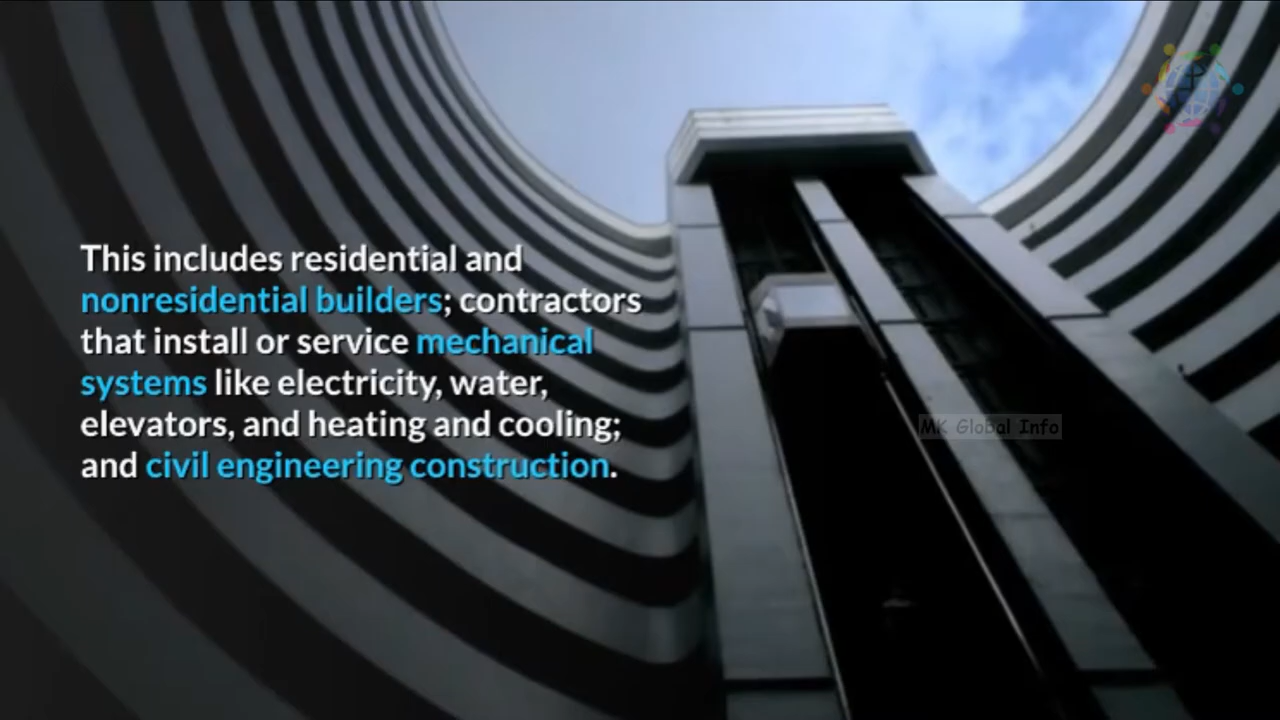 This includes residential and
nonresidential builders; contractors
that install or service mechanical
systems like electricity, water,
elevators, and heating and cooling;
and civil engineering construction.
MK Global Info